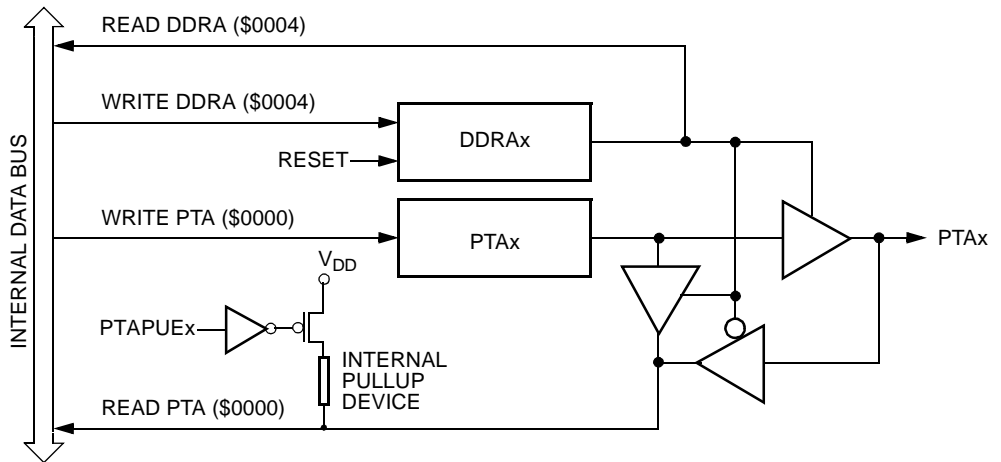 READ DDRA ($0004)
WRITE DDRA ($0004)
DDRAx
RESET
INTERNAL DATA BUS
WRITE PTA ($0000)
PTAx
PTAx
VDD
PTAPUEx
INTERNAL
PULLUP
DEVICE
READ PTA ($0000)